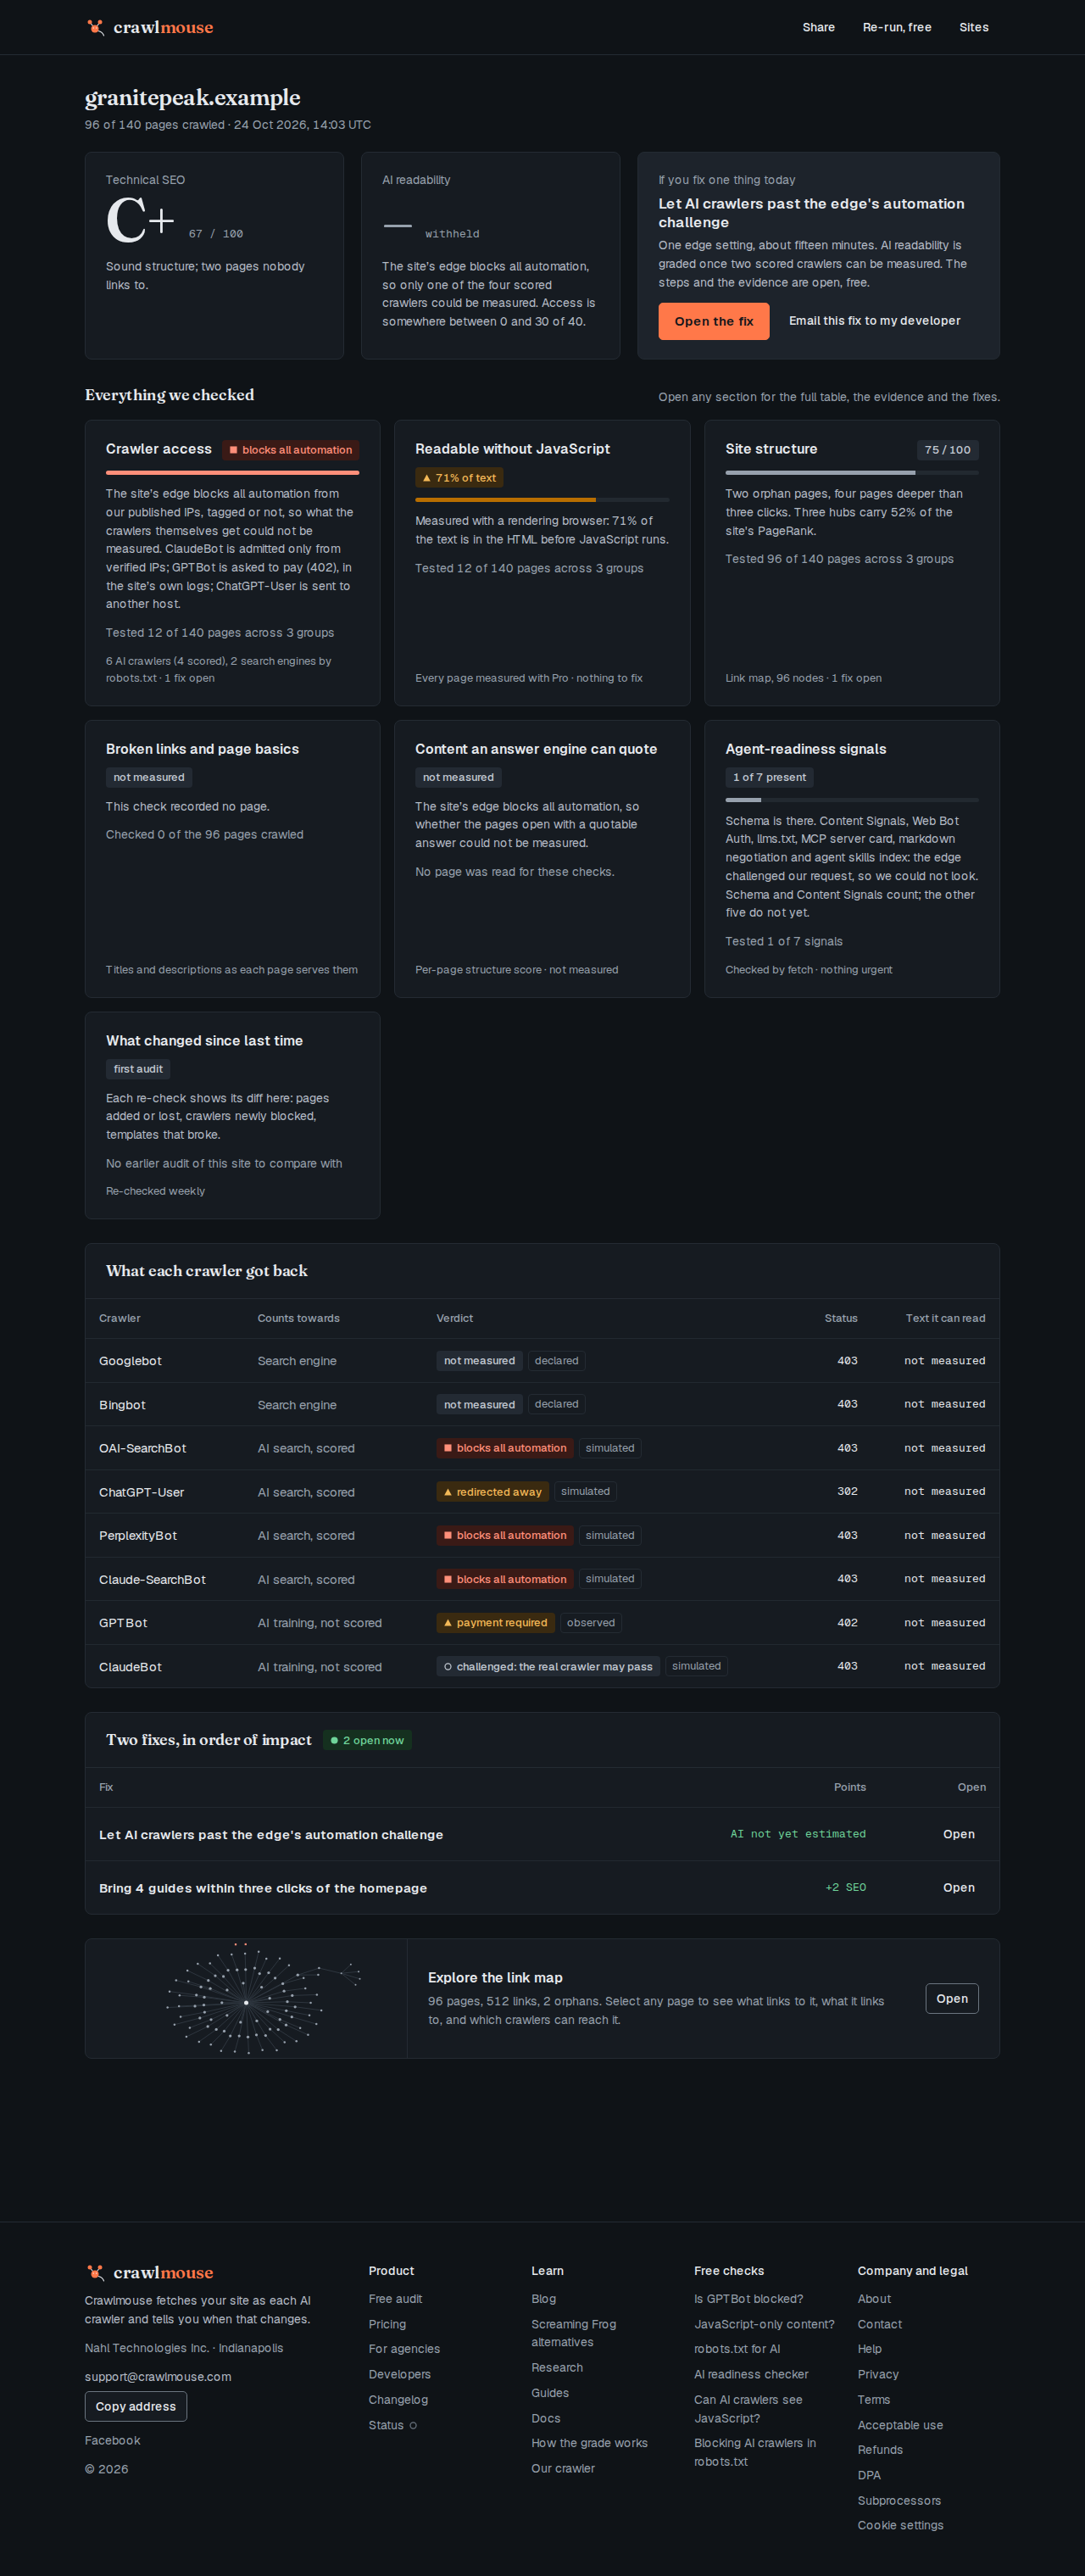 crawlmouse
Share
Re-run, free
Sites
granitepeak.example
96 of 140 pages crawled · 24 Oct 2026, 14:03 UTC
Technical SEO
C+
67 / 100
Sound structure; two pages nobody
links to.
AI readability
— withheld
The site's edge blocks all automation,
so only one of the four scored
crawlers could be measured. Access is
somewhere between 0 and 30 of 40.
If you fix one thing today
Let AI crawlers past the edge's automation
challenge
One edge setting, about fifteen minutes. AI readability is
graded once two scored crawlers can be measured. The
steps and the evidence are open, free.
Open the fix
Email this fix to my developer
Everything we checked
Open any section for the full table, the evidence and the fixes.
Crawler access
blocks all automation
The site's edge blocks all automation from
our published IPs, tagged or not, so what the
crawlers themselves get could not be
measured. ClaudeBot is admitted only from
verified IPs; GPTBot is asked to pay (402), in
the site's own logs; ChatGPT-User is sent to
another host.
Tested 12 of 140 pages across 3 groups
6 AI crawlers (4 scored), 2 search engines by
robots.txt · 1 fix open
Readable without JavaScript
71% of text
Measured with a rendering browser: 71% of
the text is in the HTML before JavaScript runs.
Tested 12 of 140 pages across 3 groups
Every page measured with Pro · nothing to fix
Site structure
75 / 100
Two orphan pages, four pages deeper than
three clicks. Three hubs carry 52% of the
site's PageRank.
Tested 96 of 140 pages across 3 groups
Link map, 96 nodes · 1 fix open
Broken links and page basics
not measured
This check recorded no page.
Checked 0 of the 96 pages crawled
Titles and descriptions as each page serves them
Content an answer engine can quote
not measured
The site's edge blocks all automation, so
whether the pages open with a quotable
answer could not be measured.
No page was read for these checks.
Per-page structure score · not measured
Agent-readiness signals
1 of 7 present
Schema is there. Content Signals, Web Bot
Auth, llms.txt, MCP server card, markdown
negotiation and agent skills index: the edge
challenged our request, so we could not look.
Schema and Content Signals count; the other
five do not yet.
Tested 1 of 7 signals
Checked by fetch · nothing urgent
What changed since last time
first audit
Each re-check shows its diff here: pages
added or lost, crawlers newly blocked,
templates that broke.
No earlier audit of this site to compare with
Re-checked weekly
What each crawler got back
Crawler Counts towards Verdict Status Text it can read
Googlebot Search engine not measured declared 403 not measured
Bingbot Search engine not measured declared 403 not measured
OAI-SearchBot AI search, scored blocks all automation simulated 403 not measured
ChatGPT-User AI search, scored redirected away simulated 302 not measured
PerplexityBot AI search, scored blocks all automation simulated 403 not measured
Claude-SearchBot AI search, scored blocks all automation simulated 403 not measured
GPTBot AI training, not scored payment required observed 402 not measured
ClaudeBot AI training, not scored challenged: the real crawler may pass simulated 403 not measured
Two fixes, in order of impact
2 open now
Fix Points Open
Let AI crawlers past the edge's automation challenge AI not yet estimated Open
Bring 4 guides within three clicks of the homepage +2 SEO Open
Explore the link map
96 pages, 512 links, 2 orphans. Select any page to see what links to it, what it links
to, and which crawlers can reach it.
Open
crawlmouse
Crawlmouse fetches your site as each AI
crawler and tells you when that changes.
Nahl Technologies Inc. · Indianapolis
support@crawlmouse.com
Copy address
Facebook
© 2026
Product
Free audit
Pricing
For agencies
Developers
Changelog
Status
Learn
Blog
Screaming Frog
alternatives
Research
Guides
Docs
How the grade works
Our crawler
Free checks
Is GPTBot blocked?
JavaScript-only content?
robots.txt for AI
AI readiness checker
Can AI crawlers see
JavaScript?
Blocking AI crawlers in
robots.txt
Company and legal
About
Contact
Help
Privacy
Terms
Acceptable use
Refunds
DPA
Subprocessors
Cookie settings